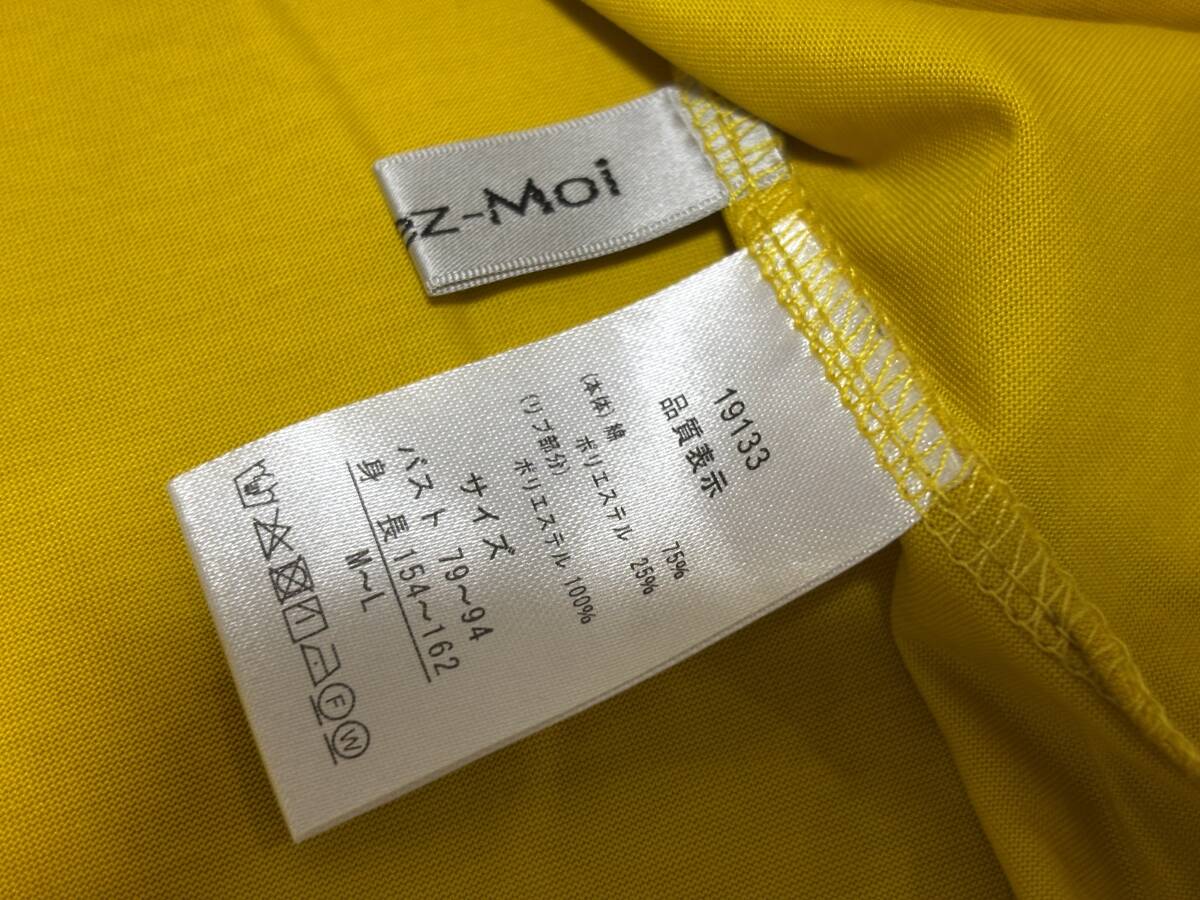 ez-Moi
19133
品質表示
(本体) 綿 75%
ポリエステル 25%
(リブ部分)
ポリエステル 100%
サイズ
バスト 79～94
身 長 154～162
M～L
F W